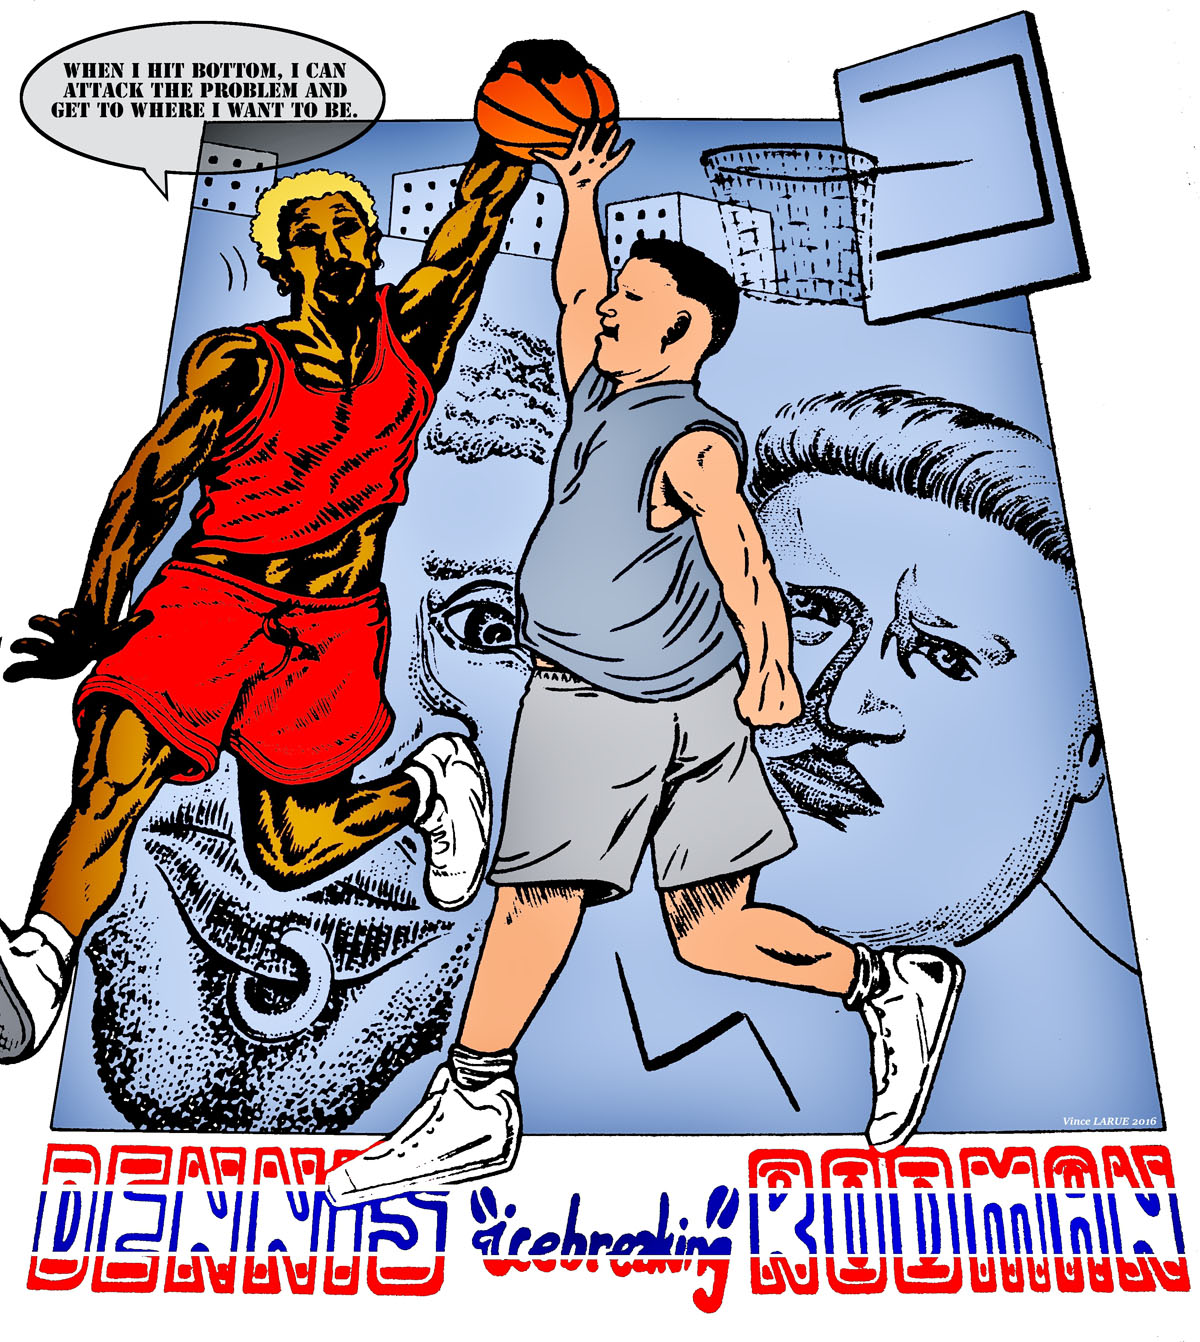 WHEN I HIT BOTTOM, I CAN
ATTACK THE PROBLEM AND
GET TO WHERE I WANT TO BE.
Vince LARUE 2016
DENNIS "icebreaking" RODMAN